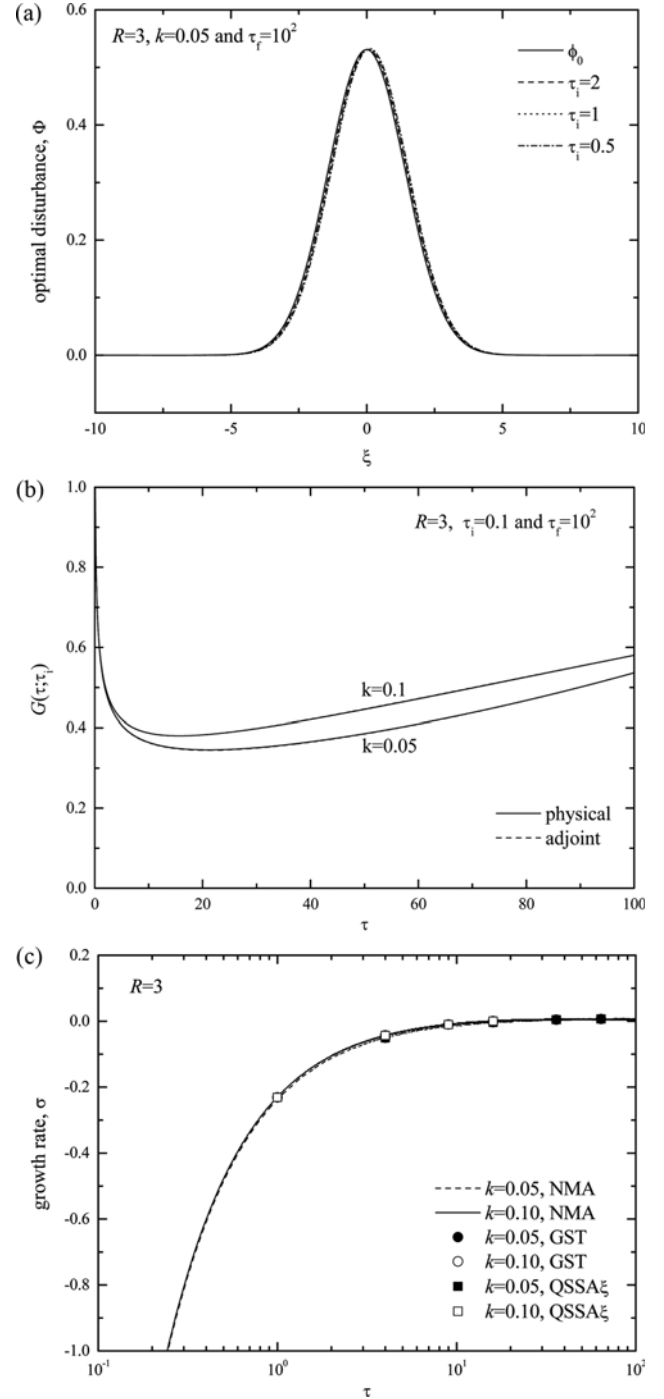 (a)
0.6
R=3, k=0.05 and τf=10²
ϕ0
τi=2
τi=1
τi=0.5
0.4
0.2
0.0
optimal disturbance, Φ
-10
-5
0
5
10
ξ
(b)
1.0
R=3, τi=0.1 and τf=10²
0.8
0.6
0.4
0.2
0.0
G(τ;τi)
k=0.1
k=0.05
physical
adjoint
0
20
40
60
80
100
τ
(c)
0.2
R=3
0.0
-0.2
-0.4
-0.6
-0.8
-1.0
growth rate, σ
k=0.05, NMA
k=0.10, NMA
k=0.05, GST
k=0.10, GST
k=0.05, QSSAξ
k=0.10, QSSAξ
10⁻¹
10⁰
10¹
10²
τ